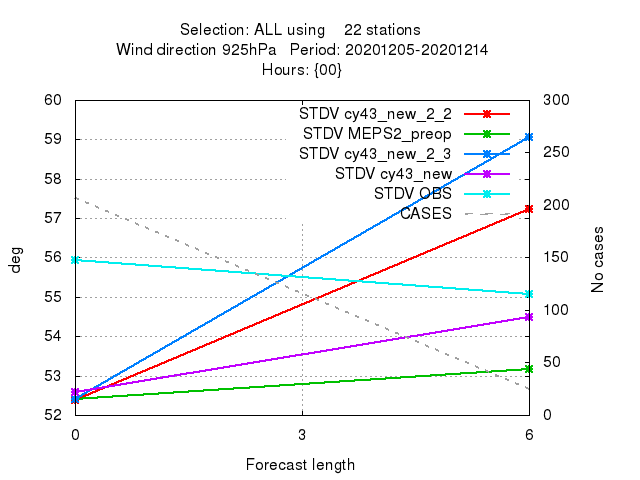 Selection: ALL using    22 stations
Wind direction 925hPa   Period: 20201205-20201214
Hours: {00}
60
59
58
57
56
55
54
53
52
300
250
200
150
100
50
0
STDV cy43_new_2_2
STDV MEPS2_preop
STDV cy43_new_2_3
STDV cy43_new
STDV OBS
CASES
deg
No cases
0
3
6
Forecast length